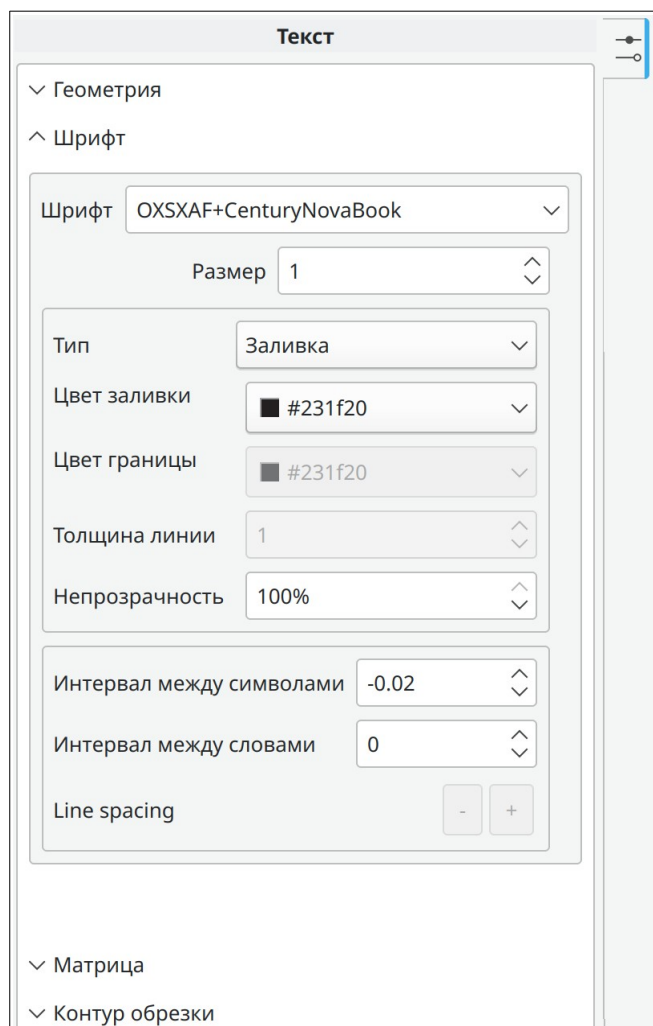 Текст
Геометрия
Шрифт
Шрифт OXSXAF+CenturyNovaBook
Размер 1
Тип Заливка
Цвет заливки #231f20
Цвет границы #231f20
Толщина линии 1
Непрозрачность 100%
Интервал между символами -0.02
Интервал между словами 0
Line spacing - +
Матрица
Контур обрезки